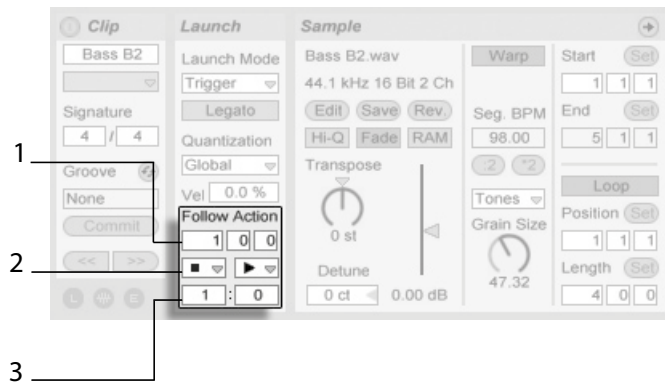 Clip
Bass B2
Signature
4 / 4
Groove
None
Commit
<< >>
L E
Launch
Launch Mode
Trigger
Legato
Quantization
Global
Vel 0.0 %
Follow Action
1 0 0
1 : 0
Sample
Bass B2.wav
44.1 kHz 16 Bit 2 Ch
Edit Save Rev.
Hi-Q Fade RAM
Transpose
0 st
Detune
0 ct 0.00 dB
Warp
Seg. BPM
98.00
:2 *2
Tones
Grain Size
47.32
Start Set
1 1 1
End Set
5 1 1
Loop
Position Set
1 1 1
Length Set
4 0 0
1
2
3